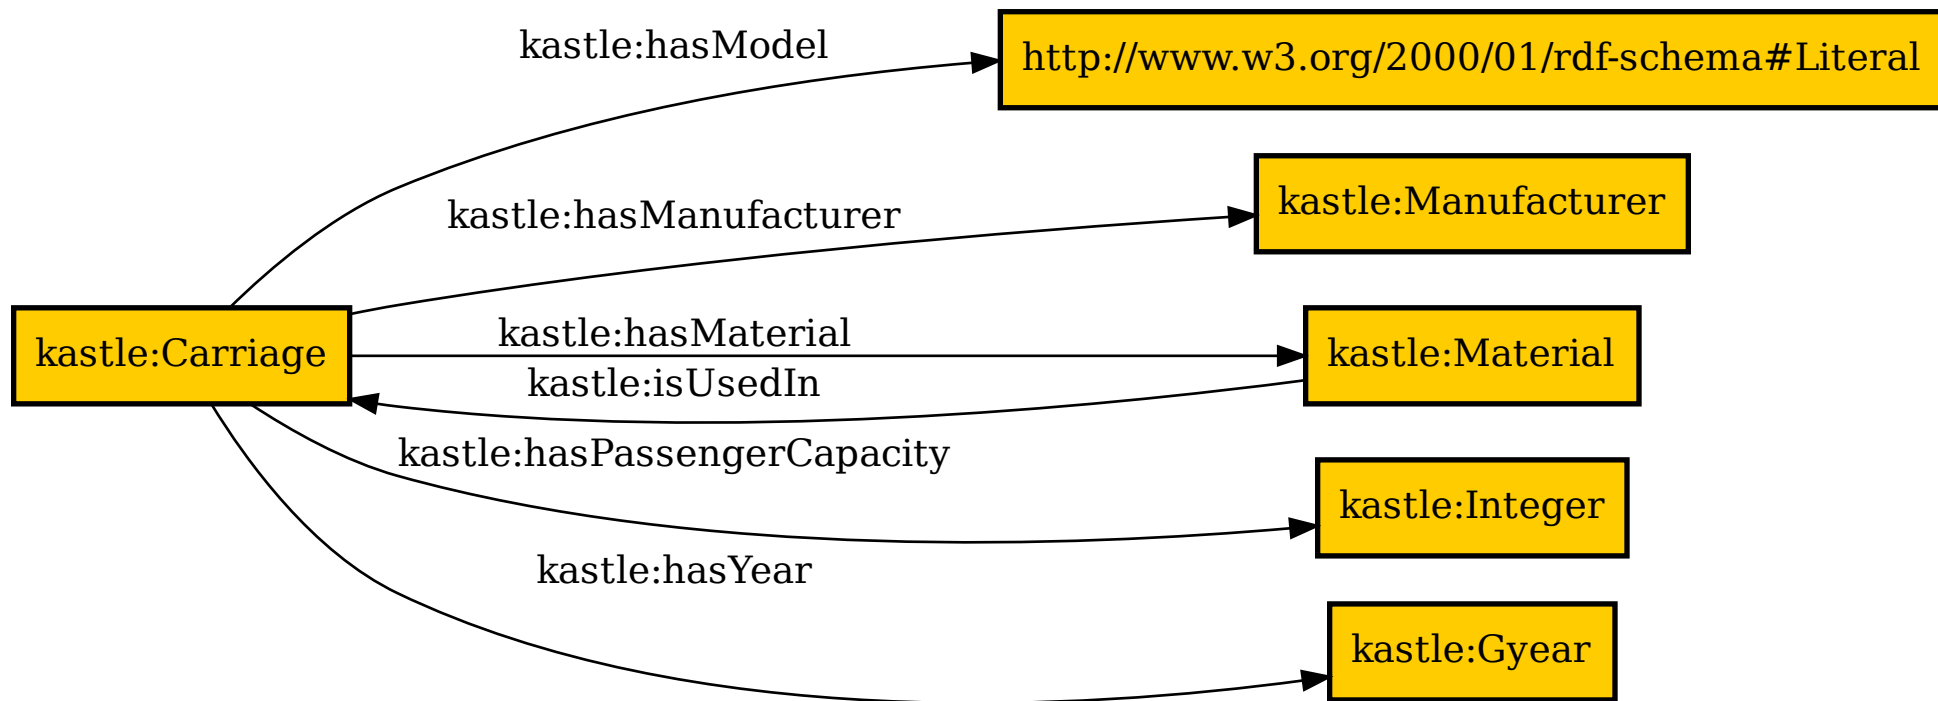 kastle:hasModel
http://www.w3.org/2000/01/rdf-schema#Literal
kastle:hasManufacturer
kastle:Manufacturer
kastle:Carriage
kastle:hasMaterial
kastle:Material
kastle:isUsedIn
kastle:hasPassengerCapacity
kastle:Integer
kastle:hasYear
kastle:Gyear